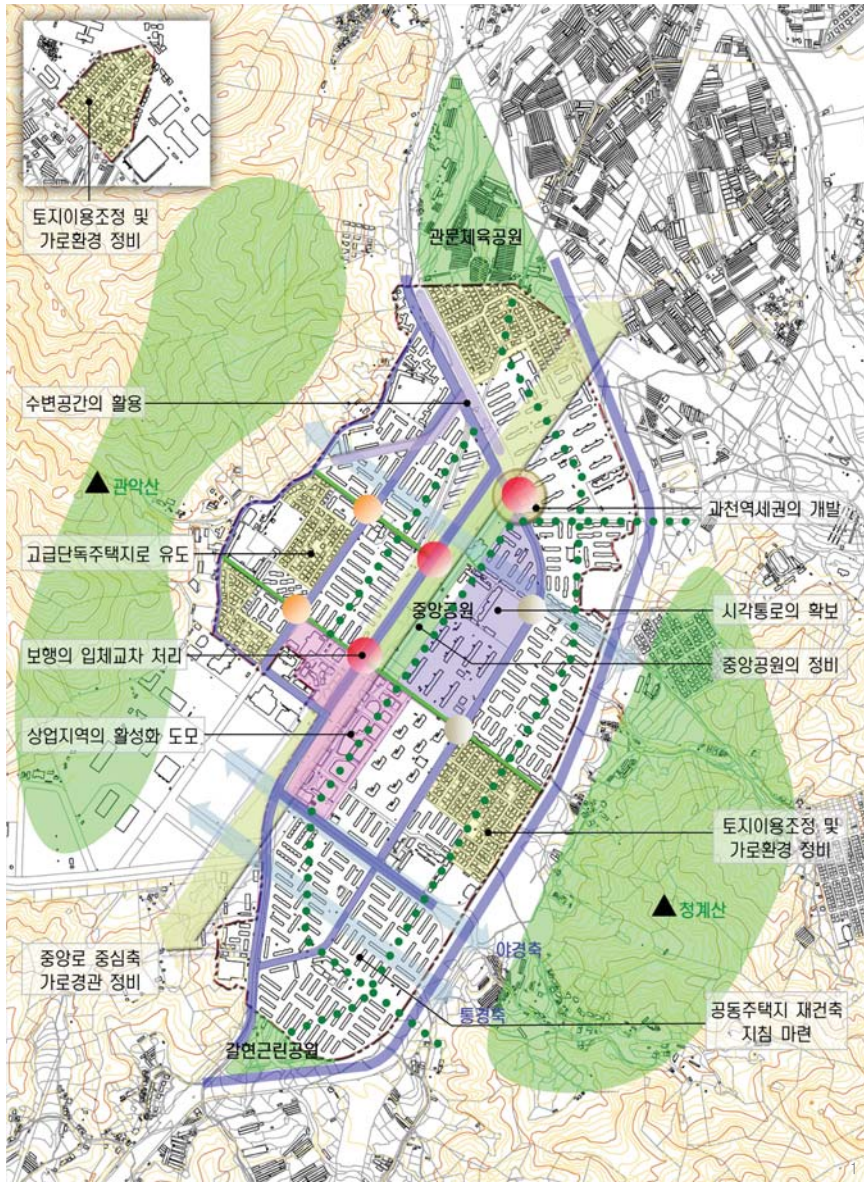 토지이용조정 및
가로환경 정비
관문체육공원
수변공간의 활용
관악산
과천역세권의 개발
고급단독주택지로 유도
중앙공원
시각통로의 확보
보행의 입체교차 처리
중앙공원의 정비
상업지역의 활성화 도모
토지이용조정 및
가로환경 정비
청계산
중앙로 중심축
가로경관 정비
야경축
통경축
공동주택지 재건축
지침 마련
갈현근린공원
1